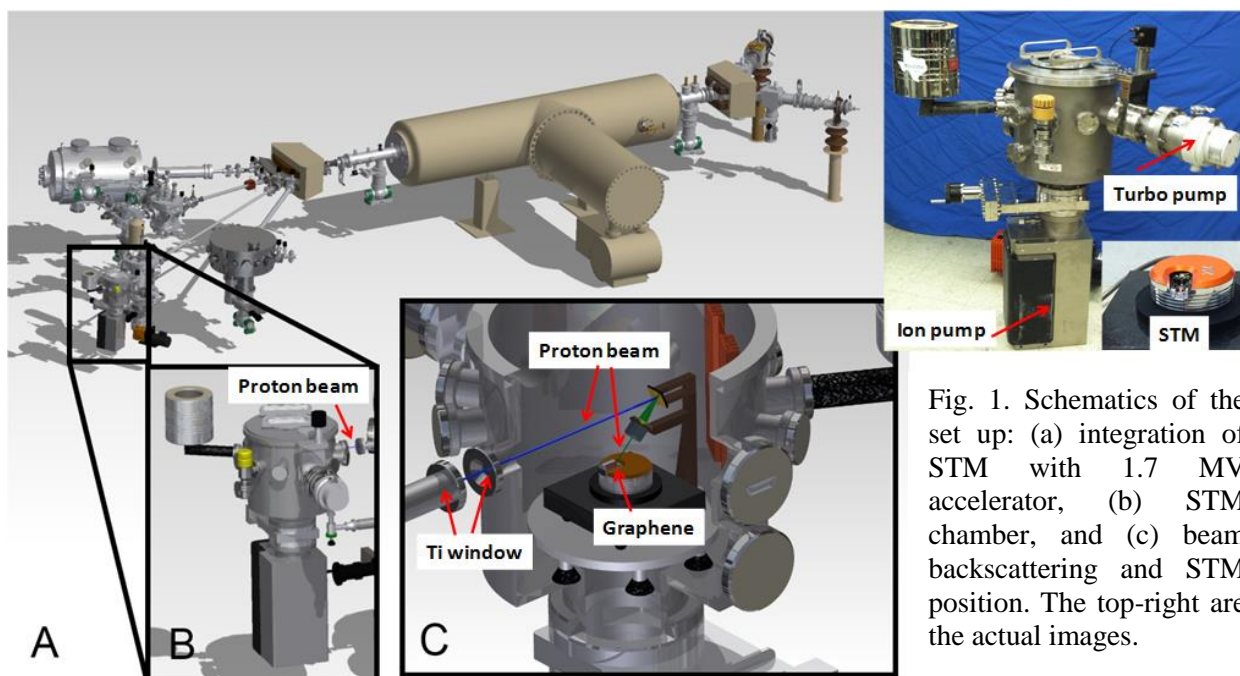 Turbo pump
Ion pump
STM
Proton beam
Proton beam
Graphene
Ti window
A
B
C
Fig. 1. Schematics of the
set up: (a) integration of
STM with 1.7 MV
accelerator, (b) STM
chamber, and (c) beam
backscattering and STM
position. The top-right are
the actual images.